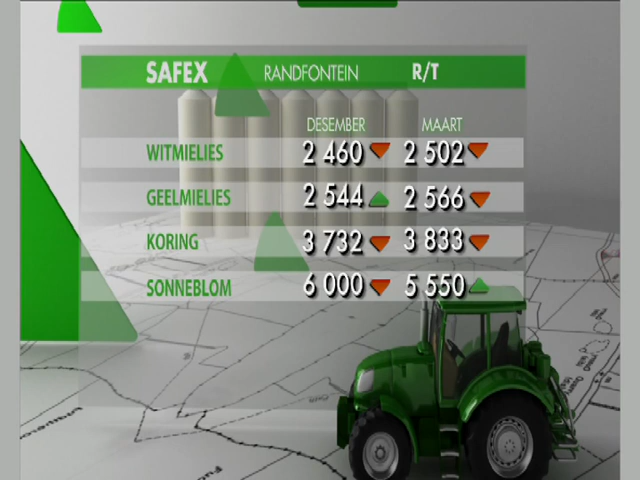 SAFEX RANDFONTEIN R/T
DESEMBER MAART
WITMIELIES 2 460 2 502
GEELMIELIES 2 544 2 566
KORING 3 732 3 833
SONNEBLOM 6 000 5 550